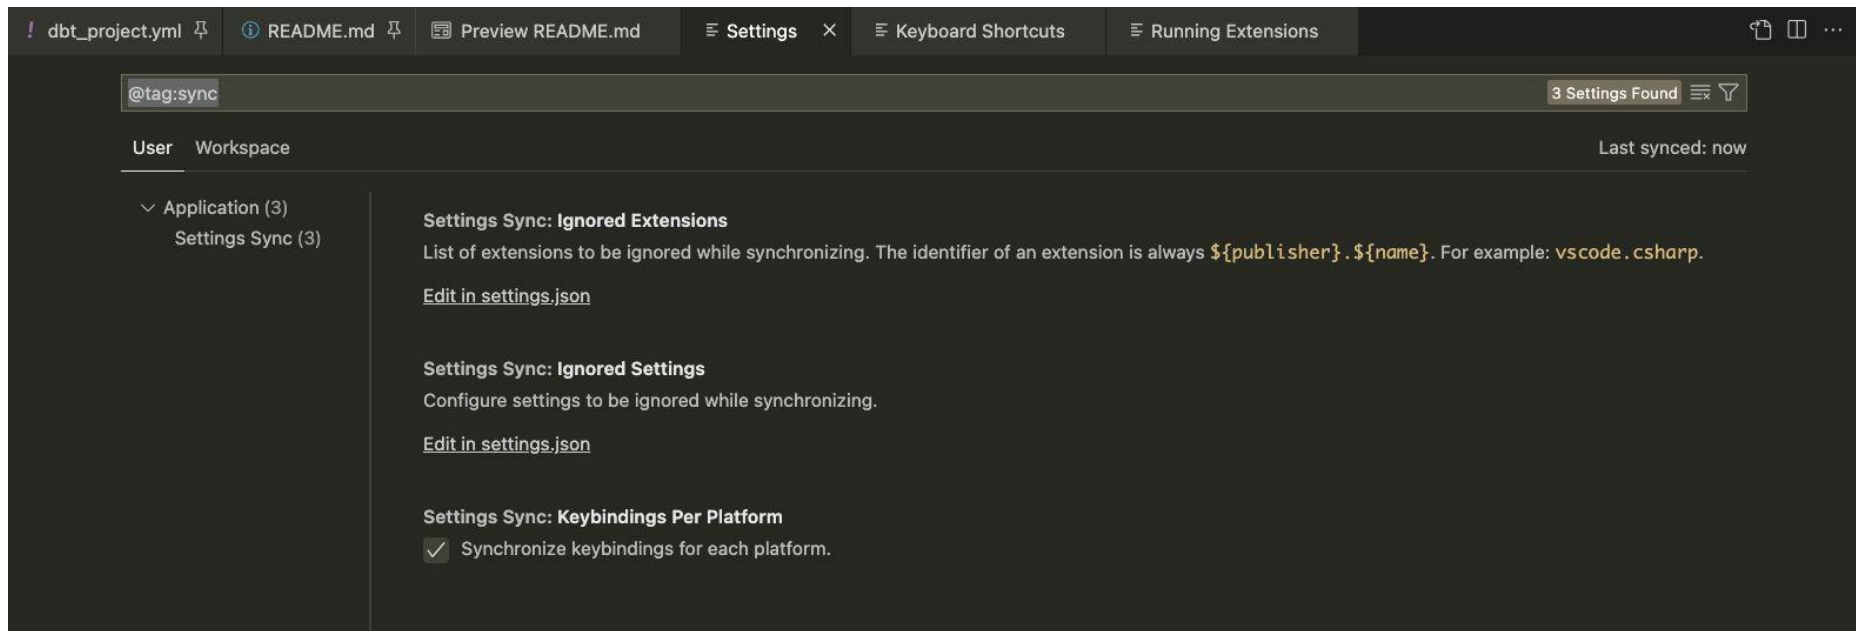 ! dbt_project.yml README.md Preview README.md Settings Keyboard Shortcuts Running Extensions
@tag:sync 3 Settings Found
User Workspace Last synced: now
Application (3)
Settings Sync (3)
Settings Sync: Ignored Extensions
List of extensions to be ignored while synchronizing. The identifier of an extension is always ${publisher}.${name}. For example: vscode.csharp.
Edit in settings.json
Settings Sync: Ignored Settings
Configure settings to be ignored while synchronizing.
Edit in settings.json
Settings Sync: Keybindings Per Platform
Synchronize keybindings for each platform.